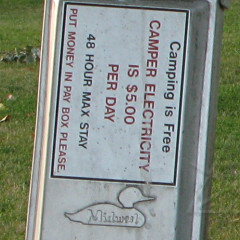 Camping is Free
CAMPER ELECTRICITY
IS $5.00
PER DAY
48 HOUR MAX STAY
PUT MONEY IN PAY BOX PLEASE.
Midwest